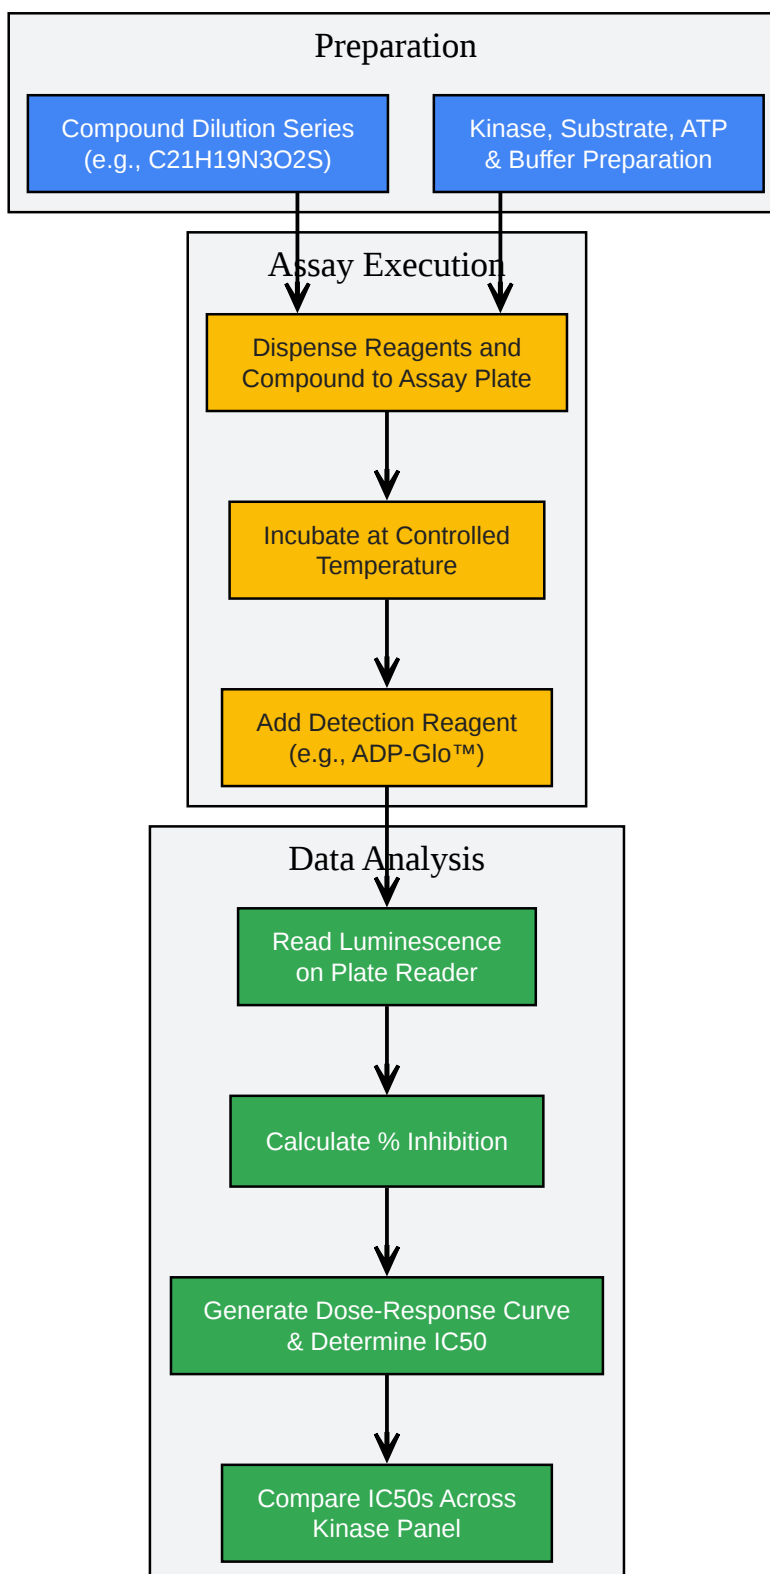 Preparation
Compound Dilution Series
(e.g., C21H19N3O2S)
Kinase, Substrate, ATP
& Buffer Preparation
Assay Execution
Dispense Reagents and
Compound to Assay Plate
Incubate at Controlled
Temperature
Add Detection Reagent
(e.g., ADP-Glo™)
Data Analysis
Read Luminescence
on Plate Reader
Calculate % Inhibition
Generate Dose-Response Curve
& Determine IC50
Compare IC50s Across
Kinase Panel